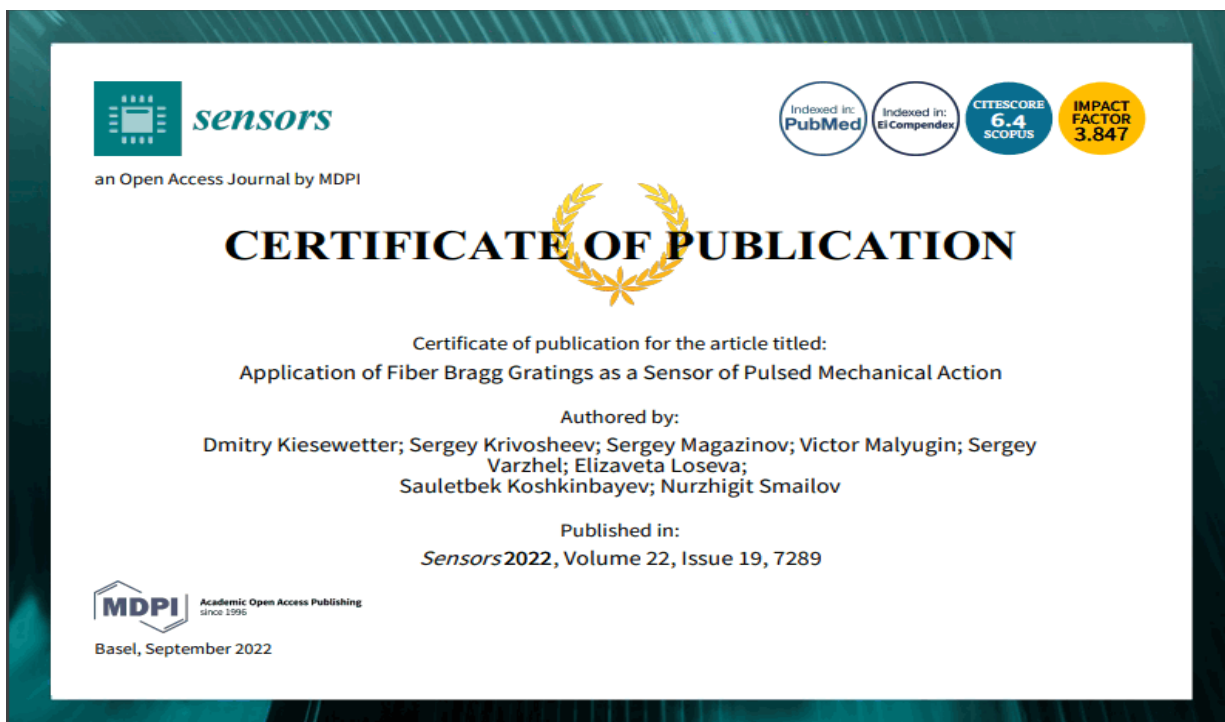 sensors
an Open Access Journal by MDPI
Indexed in:
PubMed
Indexed in:
Ei Compendex
CITESCORE
6.4
SCOPUS
IMPACT
FACTOR
3.847
CERTIFICATE OF PUBLICATION
Certificate of publication for the article titled:
Application of Fiber Bragg Gratings as a Sensor of Pulsed Mechanical Action
Authored by:
Dmitry Kiesewetter; Sergey Krivosheev; Sergey Magazinov; Victor Malyugin; Sergey
Varzhel; Elizaveta Loseva;
Sauletbek Koshkinbayev; Nurzhigit Smailov
Published in:
Sensors 2022, Volume 22, Issue 19, 7289
MDPI
Academic Open Access Publishing
since 1996
Basel, September 2022